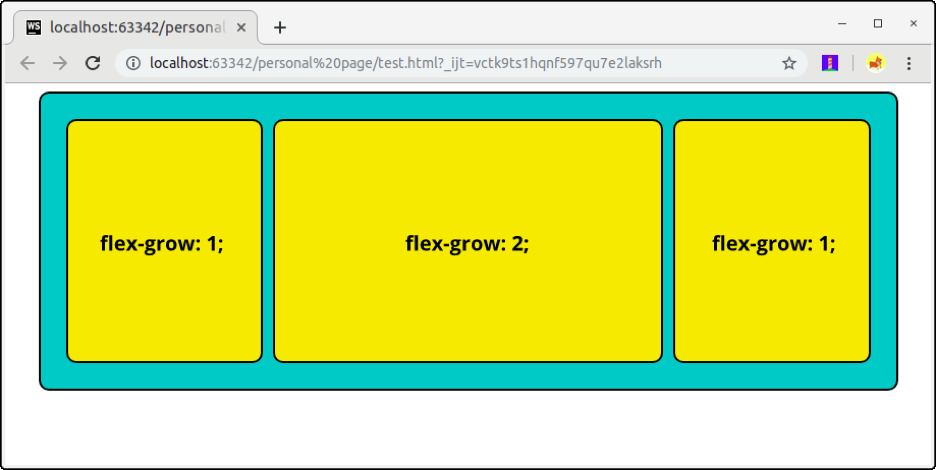 WS localhost:63342/personal
localhost:63342/personal%20page/test.html?_ijt=vctk9ts1hqnf597qu7e2laksrh
flex-grow: 1; flex-grow: 2; flex-grow: 1;